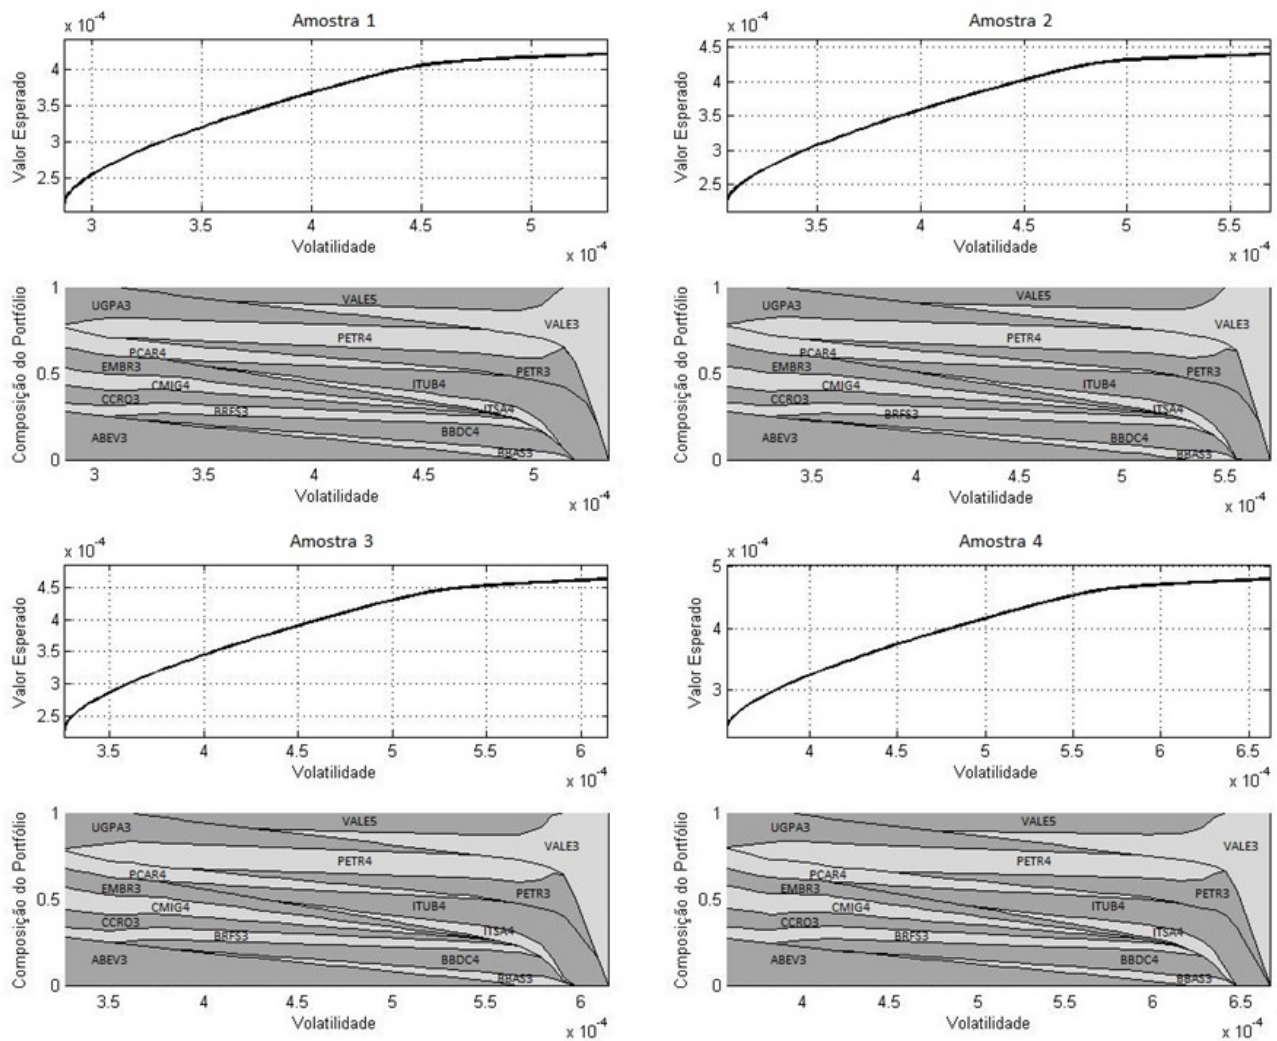 Amostra 1
x 10-4
Valor Esperado
4
3.5
3
2.5
3 3.5 4 4.5 5
Volatilidade
x 10-4
Amostra 2
x 10-4
Valor Esperado
4.5
4
3.5
3
2.5
3.5 4 4.5 5 5.5
Volatilidade
x 10-4
Composição do Portfólio
1
0.5
0
UGPA3
VALE5
VALE3
PETR4
PCAR4
EMBR3
PETR3
CMIG4
ITUB4
CCRO3
BRFS3
ITSA4
ABEV3
BBDC4
BBAS3
3 3.5 4 4.5 5
Volatilidade
x 10-4
Composição do Portfólio
1
0.5
0
UGPA3
VALE5
VALE3
PETR4
PCAR4
EMBR3
PETR3
CMIG4
ITUB4
CCRO3
BRFS3
ITSA4
ABEV3
BBDC4
BBAS3
3.5 4 4.5 5 5.5
Volatilidade
x 10-4
Amostra 3
x 10-4
Valor Esperado
4.5
4
3.5
3
2.5
3.5 4 4.5 5 5.5 6
Volatilidade
x 10-4
Amostra 4
x 10-4
Valor Esperado
5
4
3
4 4.5 5 5.5 6 6.5
Volatilidade
x 10-4
Composição do Portfólio
1
0.5
0
UGPA3
VALE5
VALE3
PETR4
PCAR4
EMBR3
PETR3
CMIG4
ITUB4
CCRO3
BRFS3
ITSA4
ABEV3
BBDC4
BBAS3
3.5 4 4.5 5 5.5 6
Volatilidade
x 10-4
Composição do Portfólio
1
0.5
0
UGPA3
VALE5
VALE3
PETR4
PCAR4
EMBR3
PETR3
CMIG4
ITUB4
CCRO3
BRFS3
ITSA4
ABEV3
BBDC4
BBAS3
4 4.5 5 5.5 6 6.5
Volatilidade
x 10-4